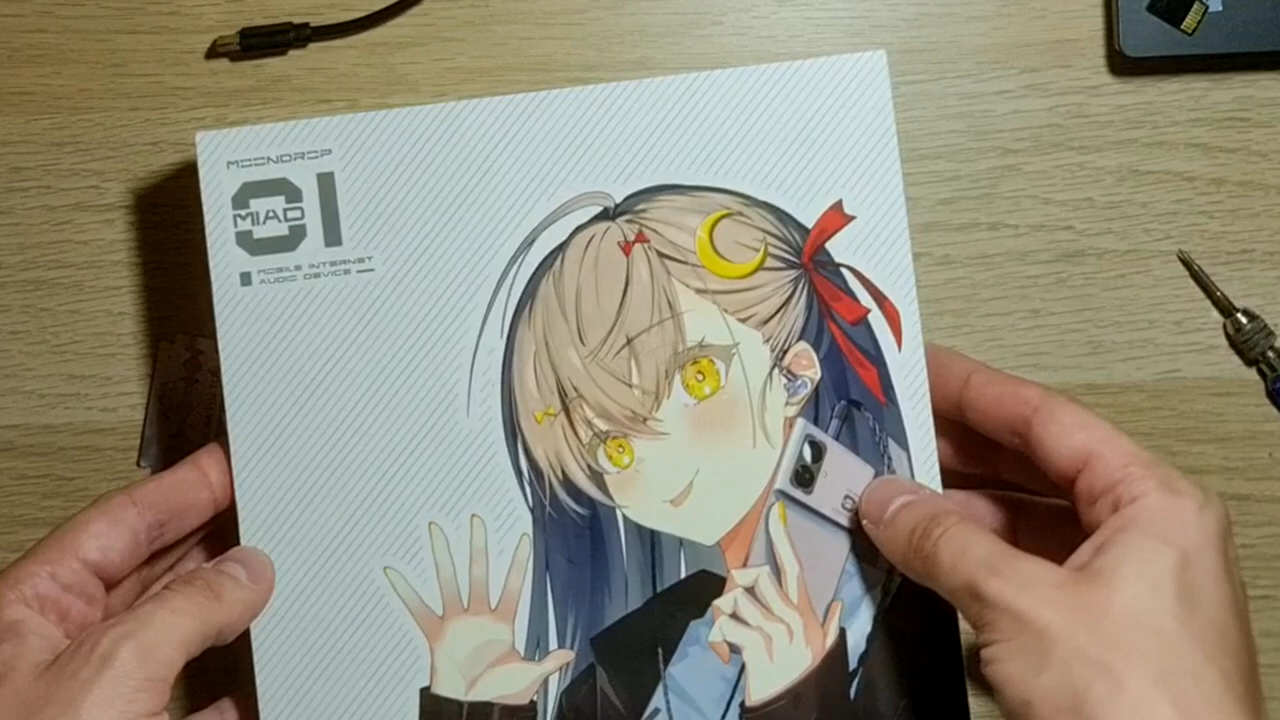 MOONDROP
01
MIAD
MOBILE INTERNET
AUDIO DEVICE